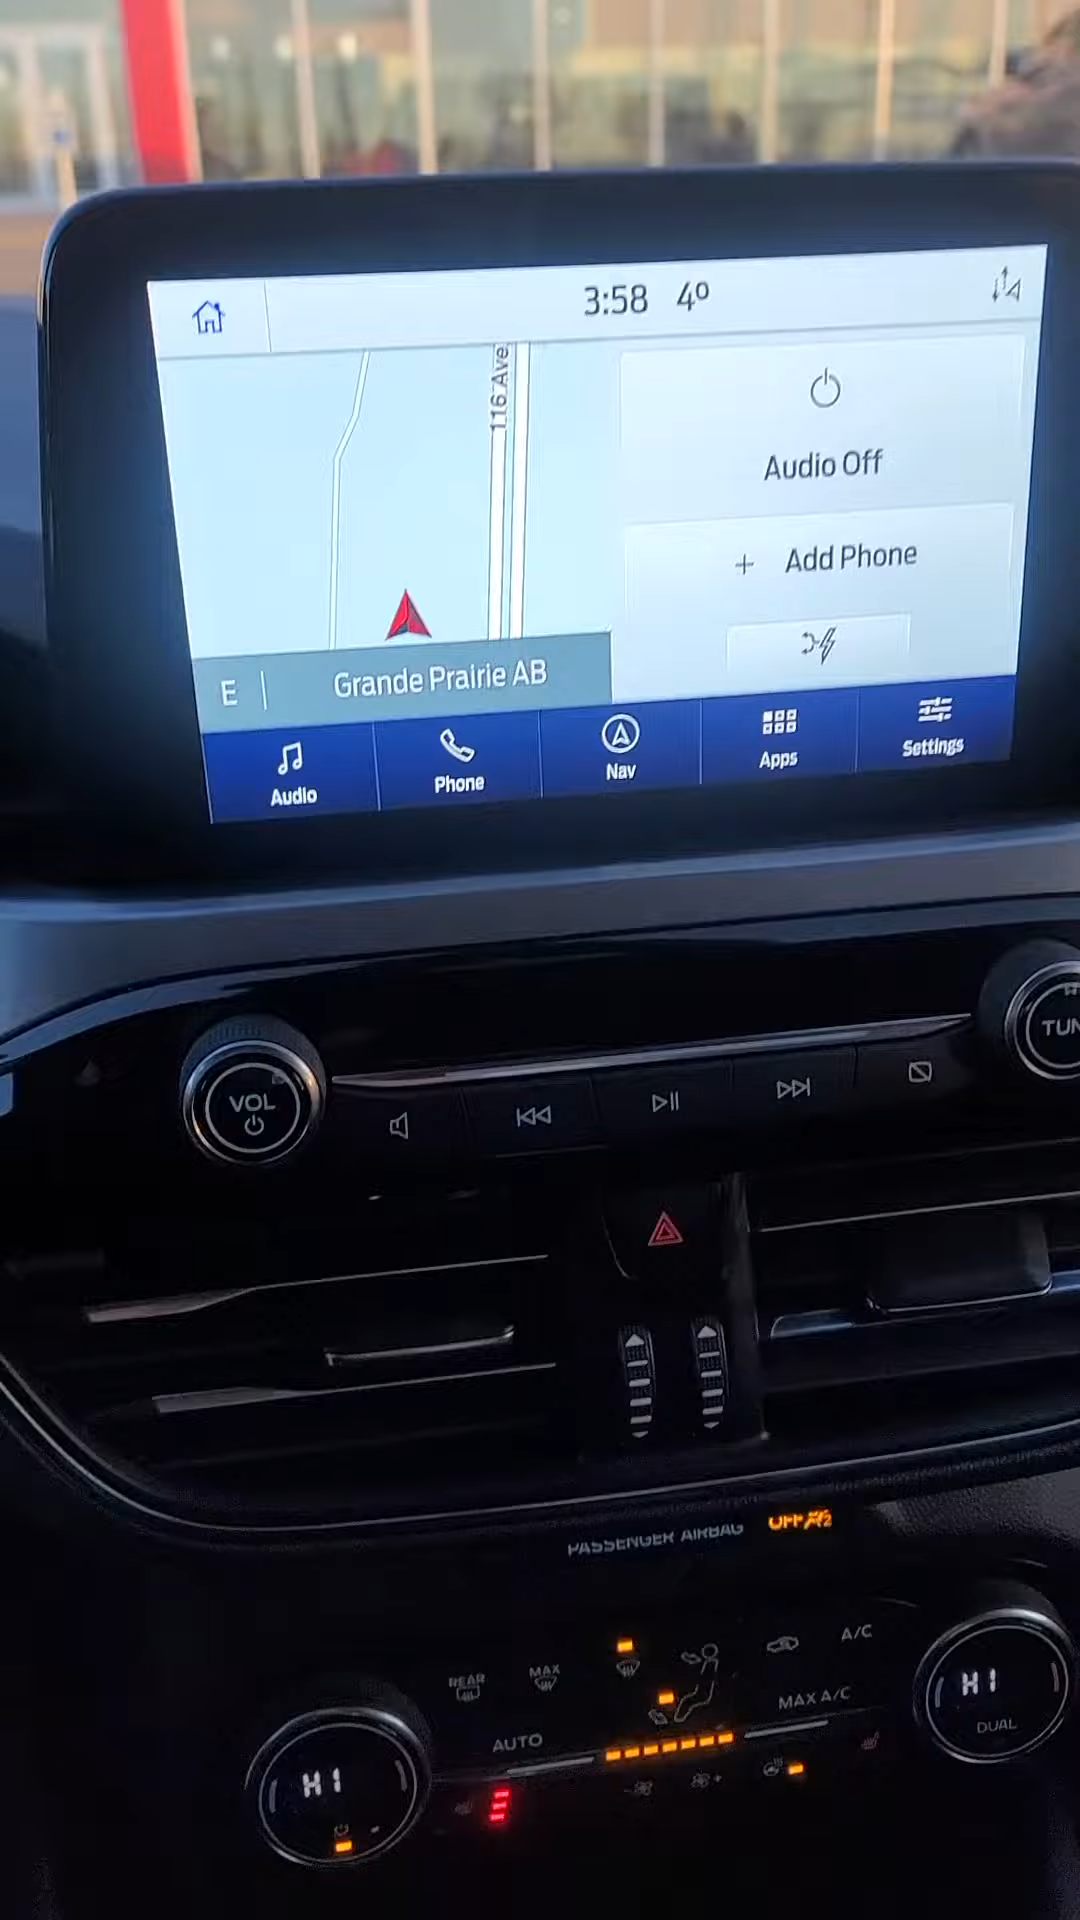 3:58 4°
116 Ave
Audio Off
+ Add Phone
E Grande Prairie AB
Audio Phone Nav Apps Settings
VOL
TUN
PASSENGER AIRBAG OFF
REAR MAX A/C
MAX A/C
AUTO
HI
HI
DUAL